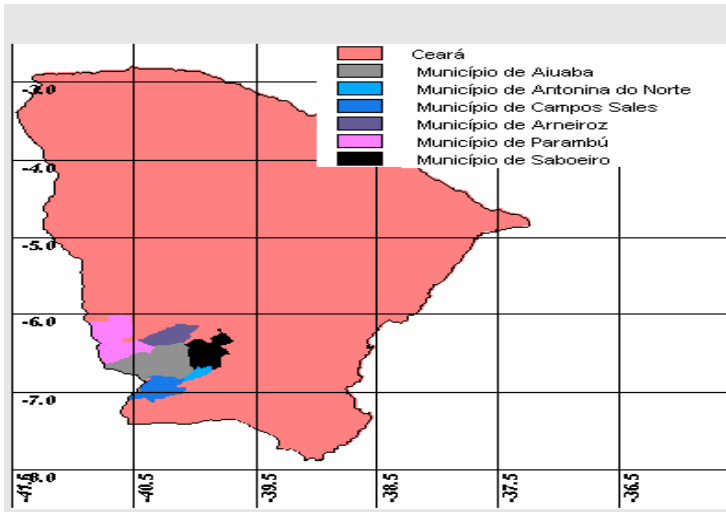 Ceará
Município de Aiuaba
Município de Antonina do Norte
Município de Campos Sales
Município de Arneiroz
Município de Parambú
Município de Saboeiro
-3.0
-4.0
-5.0
-6.0
-7.0
-8.0
-41.5
-40.5
-39.5
-38.5
-37.5
-36.5